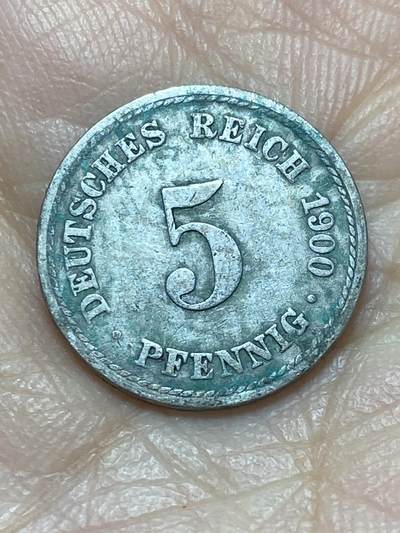 DEUTSCHES REICH 1900
5
PFENNIG